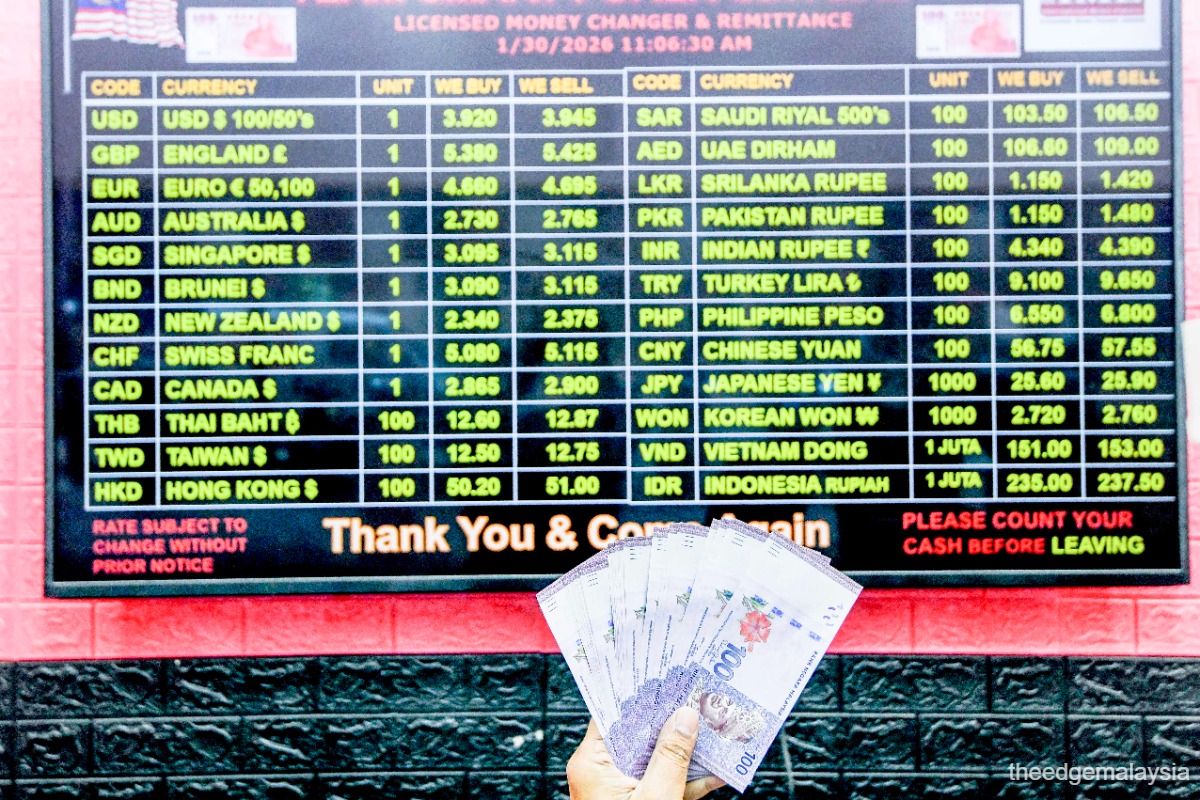 LICENSED MONEY CHANGER & REMITTANCE
1/30/2026 11:06:30 AM
CODE CURRENCY UNIT WE BUY WE SELL CODE CURRENCY UNIT WE BUY WE SELL
USD USD $ 100/50's 1 3.920 3.945 SAR SAUDI RIYAL 500's 100 103.50 106.50
GBP ENGLAND £ 1 5.380 5.425 AED UAE DIRHAM 100 106.60 109.00
EUR EURO € 50,100 1 4.660 4.695 LKR SRILANKA RUPEE 100 1.150 1.420
AUD AUSTRALIA $ 1 2.730 2.765 PKR PAKISTAN RUPEE 100 1.150 1.480
SGD SINGAPORE $ 1 3.095 3.115 INR INDIAN RUPEE ₹ 100 4.340 4.390
BND BRUNEI $ 1 3.090 3.115 TRY TURKEY LIRA ₺ 100 9.100 9.650
NZD NEW ZEALAND $ 1 2.340 2.375 PHP PHILIPPINE PESO 100 6.550 6.800
CHF SWISS FRANC 1 5.080 5.115 CNY CHINESE YUAN 100 56.75 57.55
CAD CANADA $ 1 2.865 2.900 JPY JAPANESE YEN ¥ 1000 25.60 25.90
THB THAI BAHT ฿ 100 12.60 12.87 WON KOREAN WON ₩ 1000 2.720 2.760
TWD TAIWAN $ 100 12.50 12.75 VND VIETNAM DONG 1 JUTA 151.00 153.00
HKD HONG KONG $ 100 50.20 51.00 IDR INDONESIA RUPIAH 1 JUTA 235.00 237.50
RATE SUBJECT TO
CHANGE WITHOUT
PRIOR NOTICE
Thank You & Come Again
PLEASE COUNT YOUR
CASH BEFORE LEAVING
100
BANK NEGARA MALAYSIA
100
theedgemalaysia